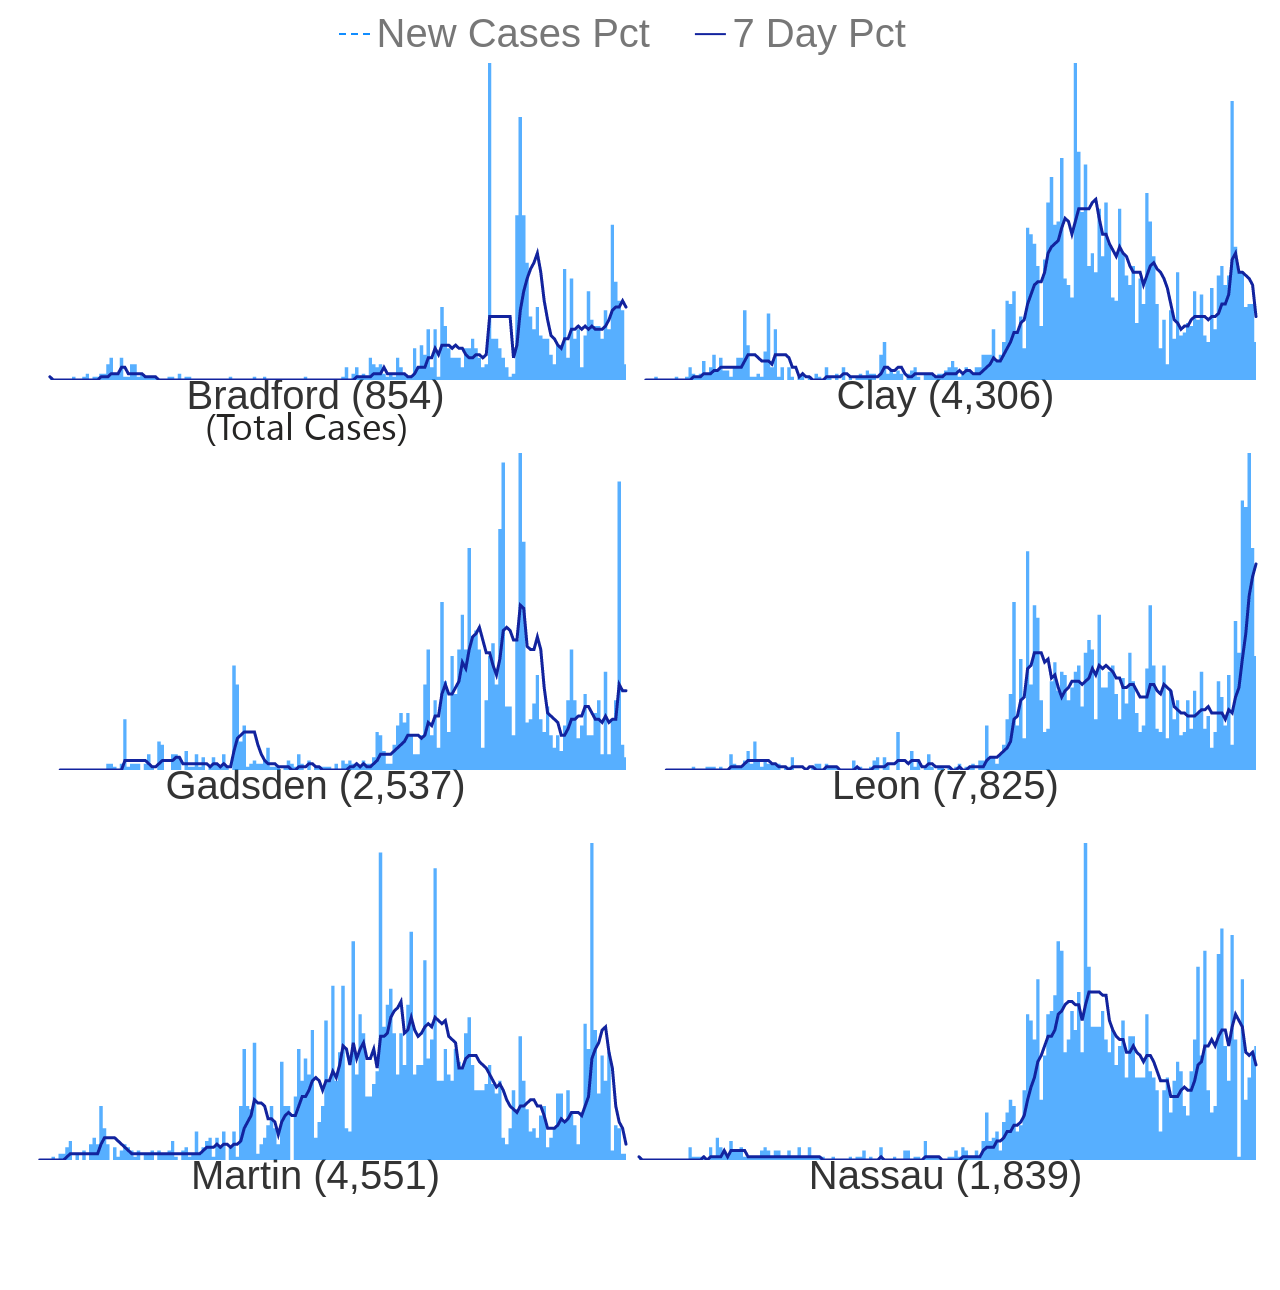 New Cases Pct 7 Day Pct
Bradford (854) Clay (4,306)
(Total Cases)
Gadsden (2,537) Leon (7,825)
Martin (4,551) Nassau (1,839)